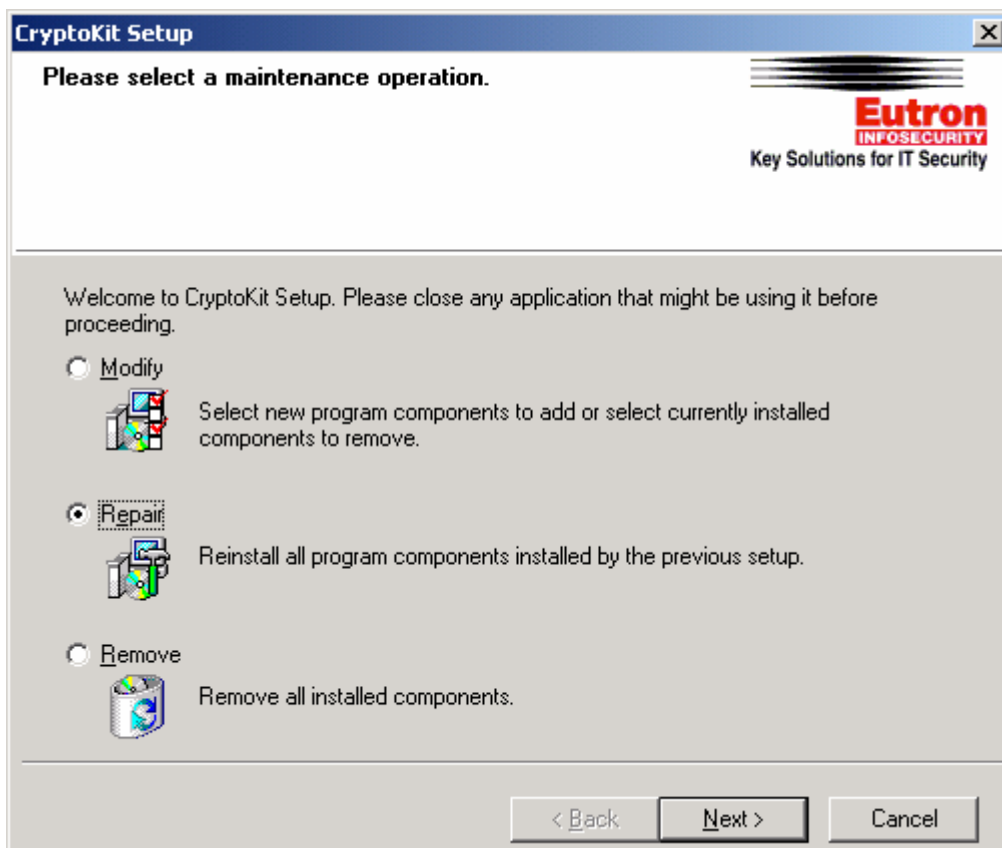 CryptoKit Setup
Please select a maintenance operation.
Eutron
INFOSECURITY
Key Solutions for IT Security
Welcome to CryptoKit Setup. Please close any application that might be using it before
proceeding.
Modify
Select new program components to add or select currently installed
components to remove.
Repair
Reinstall all program components installed by the previous setup.
Remove
Remove all installed components.
< Back
Next >
Cancel